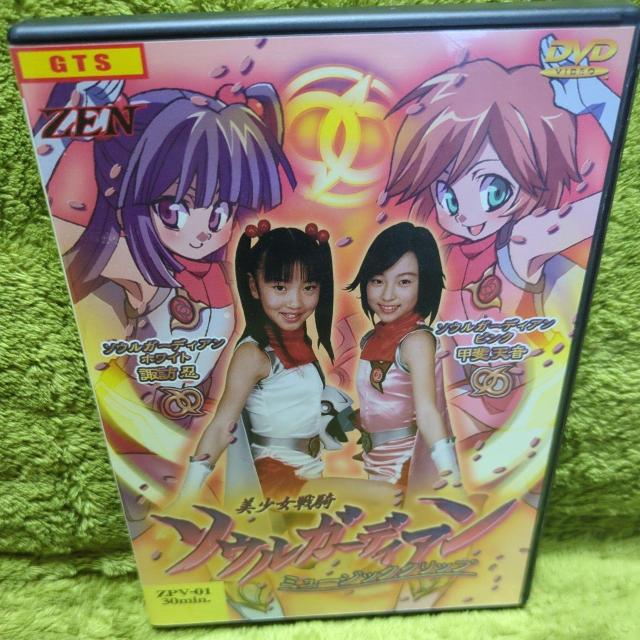 GTS
DVD
VIDEO
ZEN
ソウルガーディアン
ホワイト
諏訪 忍
ソウルガーディアン
ピンク
甲斐 天音
美少女戦騎
ソウルガーディアン
ミュージッククリップ
ZPV-01
30min.